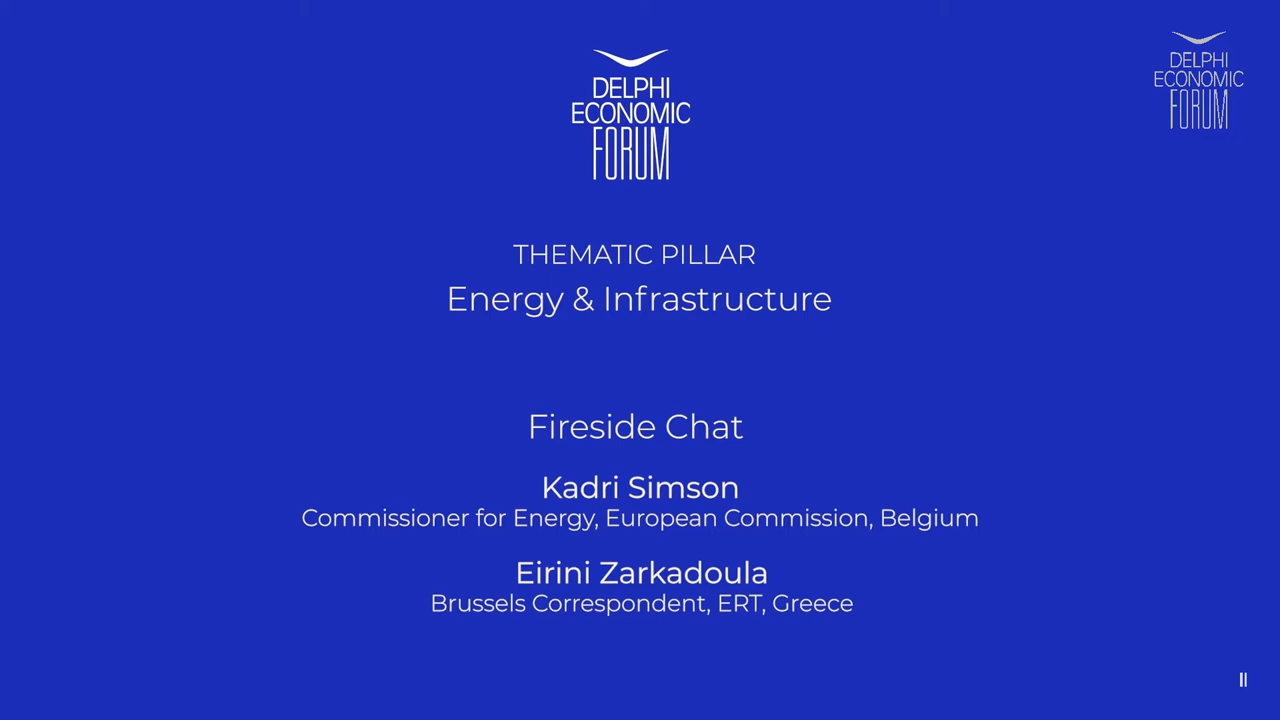 DELPHI
ECONOMIC
FORUM
DELPHI
ECONOMIC
FORUM
THEMATIC PILLAR
Energy & Infrastructure
Fireside Chat
Kadri Simson
Commissioner for Energy, European Commission, Belgium
Eirini Zarkadoula
Brussels Correspondent, ERT, Greece
II